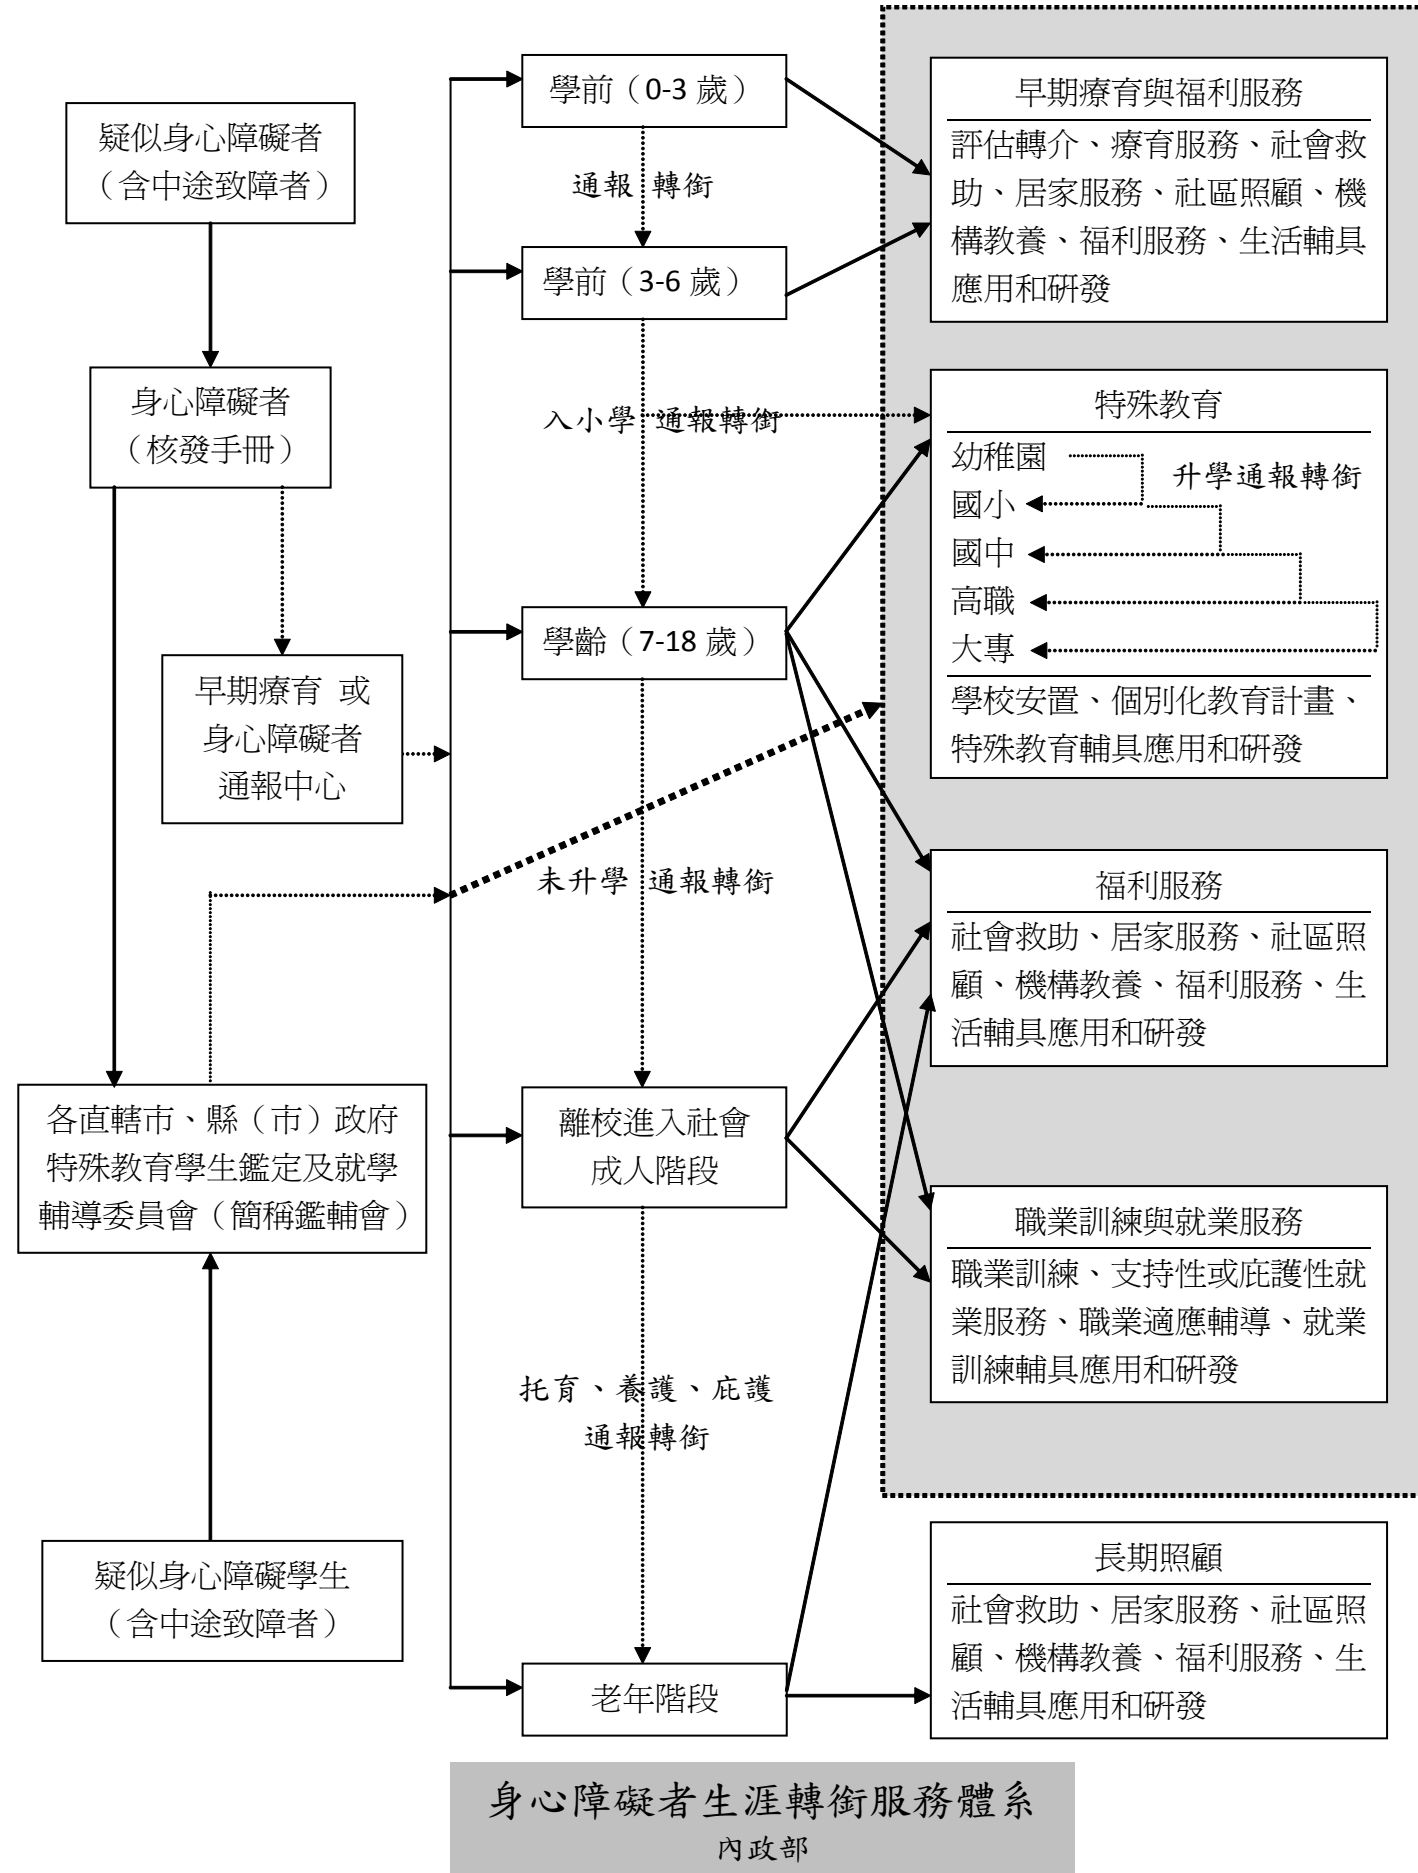 疑似身心障礙者
（含中途致障者）
身心障礙者
（核發手冊）
早期療育 或
身心障礙者
通報中心
各直轄市、縣（市）政府
特殊教育學生鑑定及就學
輔導委員會（簡稱鑑輔會）
疑似身心障礙學生
（含中途致障者）
學前（0-3 歲）
通報 轉銜
學前（3-6 歲）
入小學 通報轉銜
學齡（7-18 歲）
未升學 通報轉銜
離校進入社會
成人階段
托育、養護、庇護
通報轉銜
老年階段
早期療育與福利服務
評估轉介、療育服務、社會救
助、居家服務、社區照顧、機
構教養、福利服務、生活輔具
應用和研發
特殊教育
幼稚園
升學通報轉銜
國小
國中
高職
大專
學校安置、個別化教育計畫、
特殊教育輔具應用和研發
福利服務
社會救助、居家服務、社區照
顧、機構教養、福利服務、生
活輔具應用和研發
職業訓練與就業服務
職業訓練、支持性或庇護性就
業服務、職業適應輔導、就業
訓練輔具應用和研發
長期照顧
社會救助、居家服務、社區照
顧、機構教養、福利服務、生
活輔具應用和研發
身心障礙者生涯轉銜服務體系
內政部